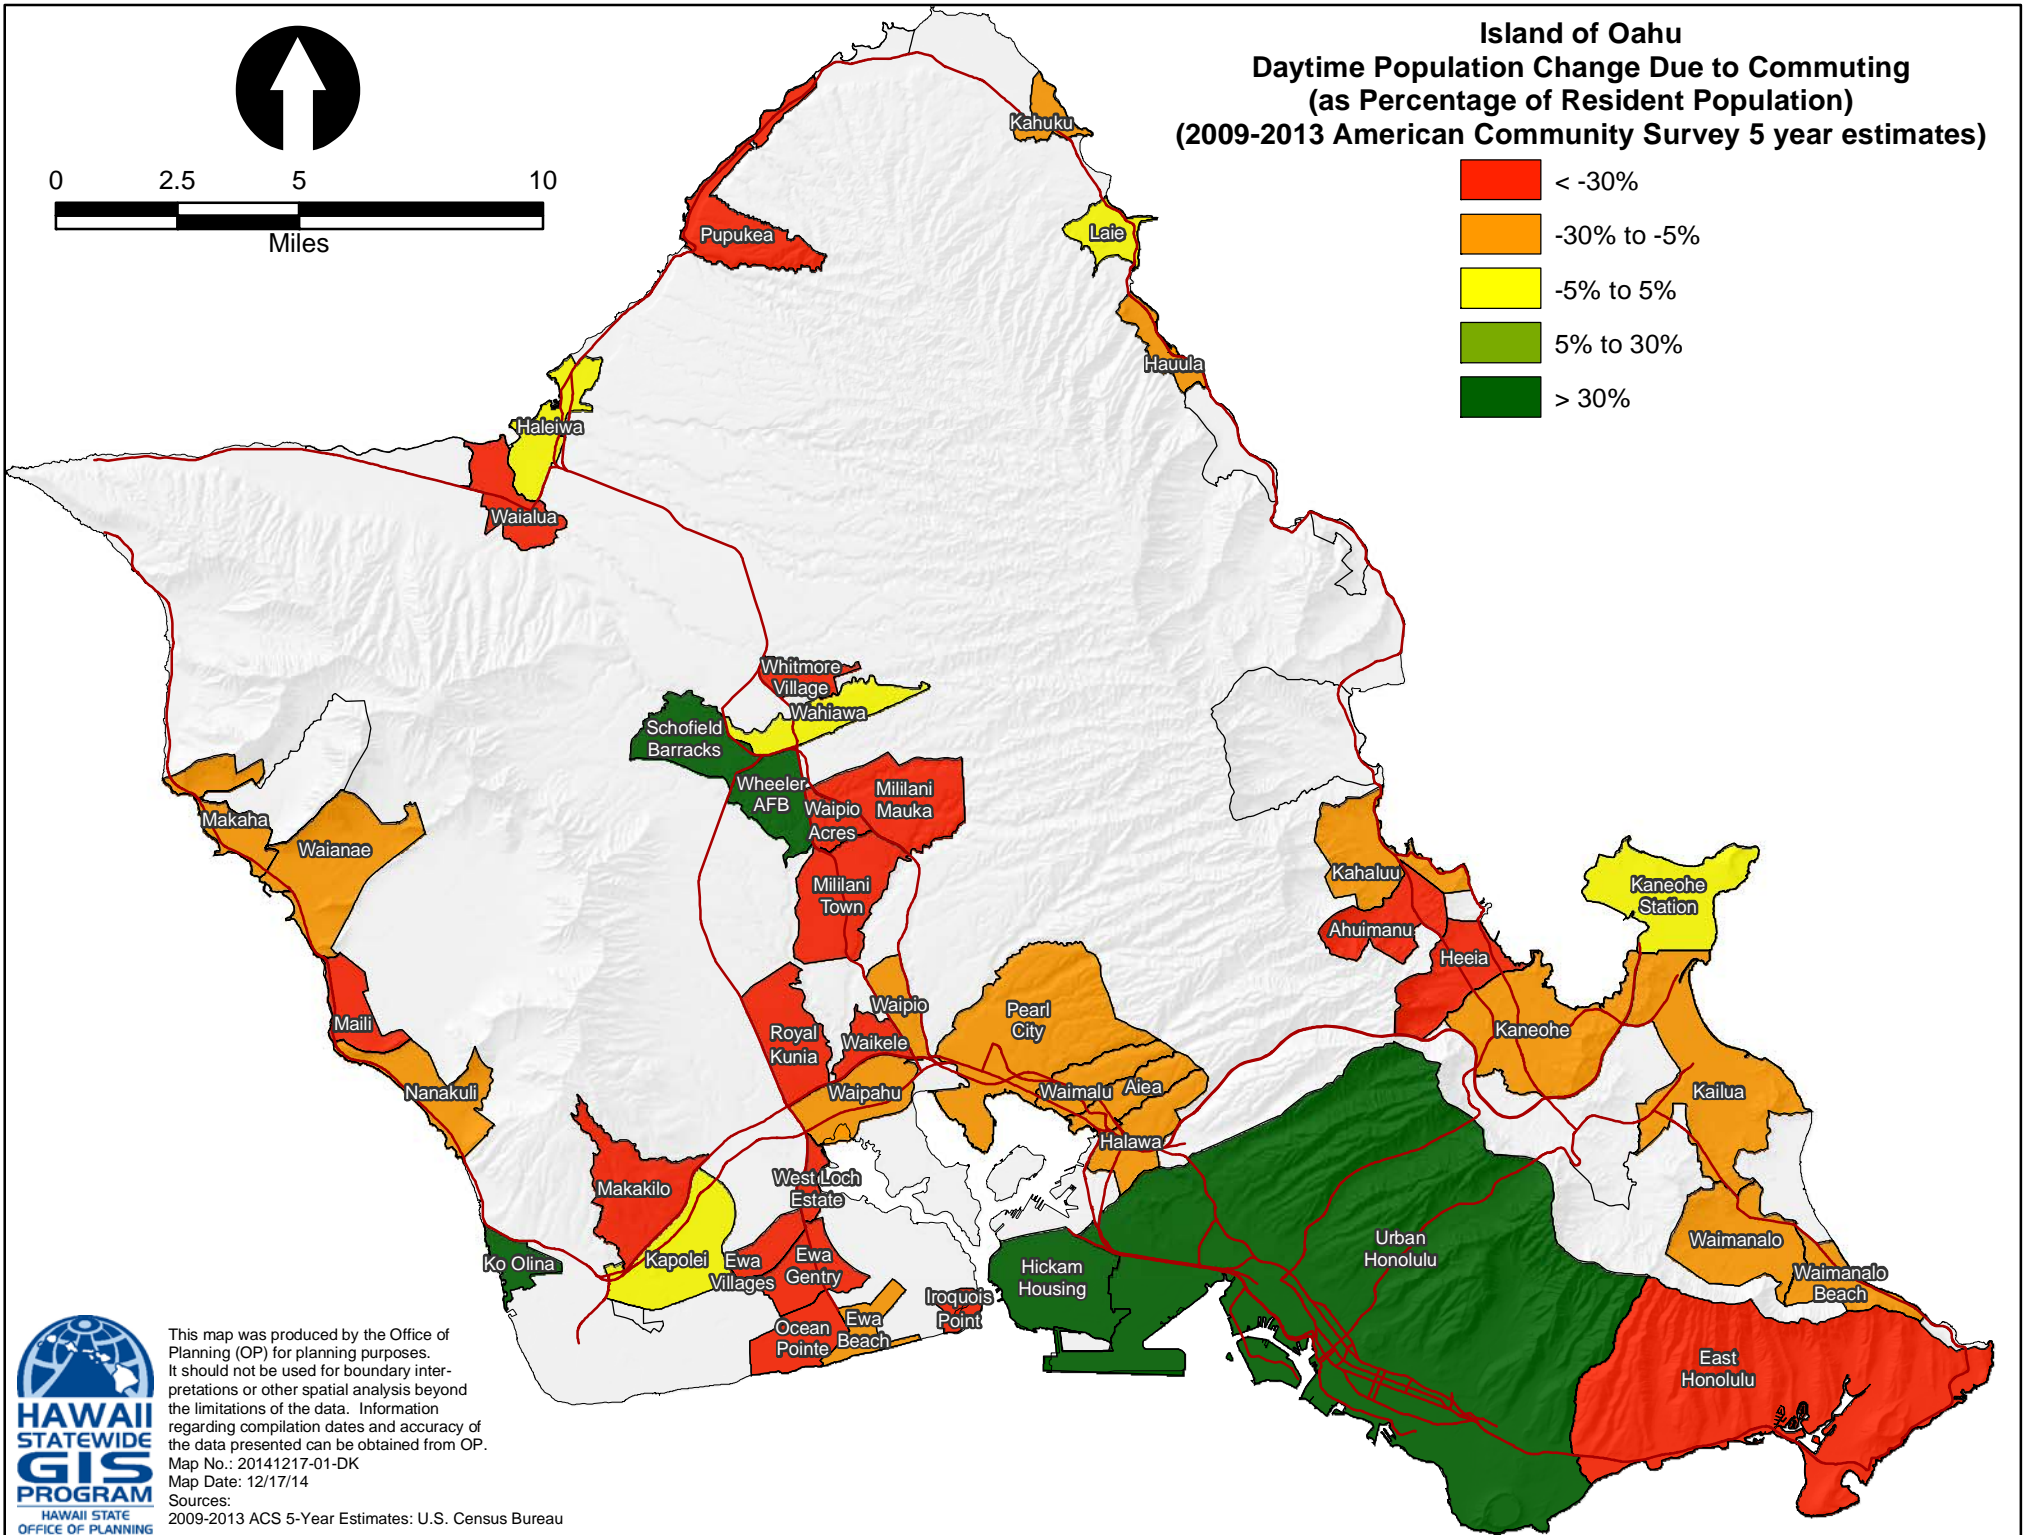 Island of Oahu
Daytime Population Change Due to Commuting
(as Percentage of Resident Population)
(2009-2013 American Community Survey 5 year estimates)
< -30%
-30% to -5%
-5% to 5%
5% to 30%
> 30%
0 2.5 5 10
Miles
Kahuku
Pupukea
Laie
Hauula
Haleiwa
Waialua
Whitmore
Village
Wahiawa
Schofield
Barracks
Wheeler
AFB
Waipio
Acres
Mililani
Mauka
Makaha
Waianae
Mililani
Town
Kahaluu
Kaneohe
Station
Ahuimanu
Heeia
Maili
Royal
Kunia
Waipio
Waikele
Pearl
City
Kaneohe
Nanakuli
Waipahu
Waimalu
Aiea
Kailua
Halawa
Makakilo
West Loch
Estate
Ko Olina
Kapolei
Ewa
Villages
Ewa
Gentry
Urban
Honolulu
Waimanalo
Waimanalo
Beach
Hickam
Housing
Iroquois
Point
Ocean
Pointe
Ewa
Beach
East
Honolulu
HAWAII
STATEWIDE
GIS
PROGRAM
HAWAII STATE
OFFICE OF PLANNING
This map was produced by the Office of
Planning (OP) for planning purposes.
It should not be used for boundary inter-
pretations or other spatial analysis beyond
the limitations of the data. Information
regarding compilation dates and accuracy of
the data presented can be obtained from OP.
Map No.: 20141217-01-DK
Map Date: 12/17/14
Sources:
2009-2013 ACS 5-Year Estimates: U.S. Census Bureau